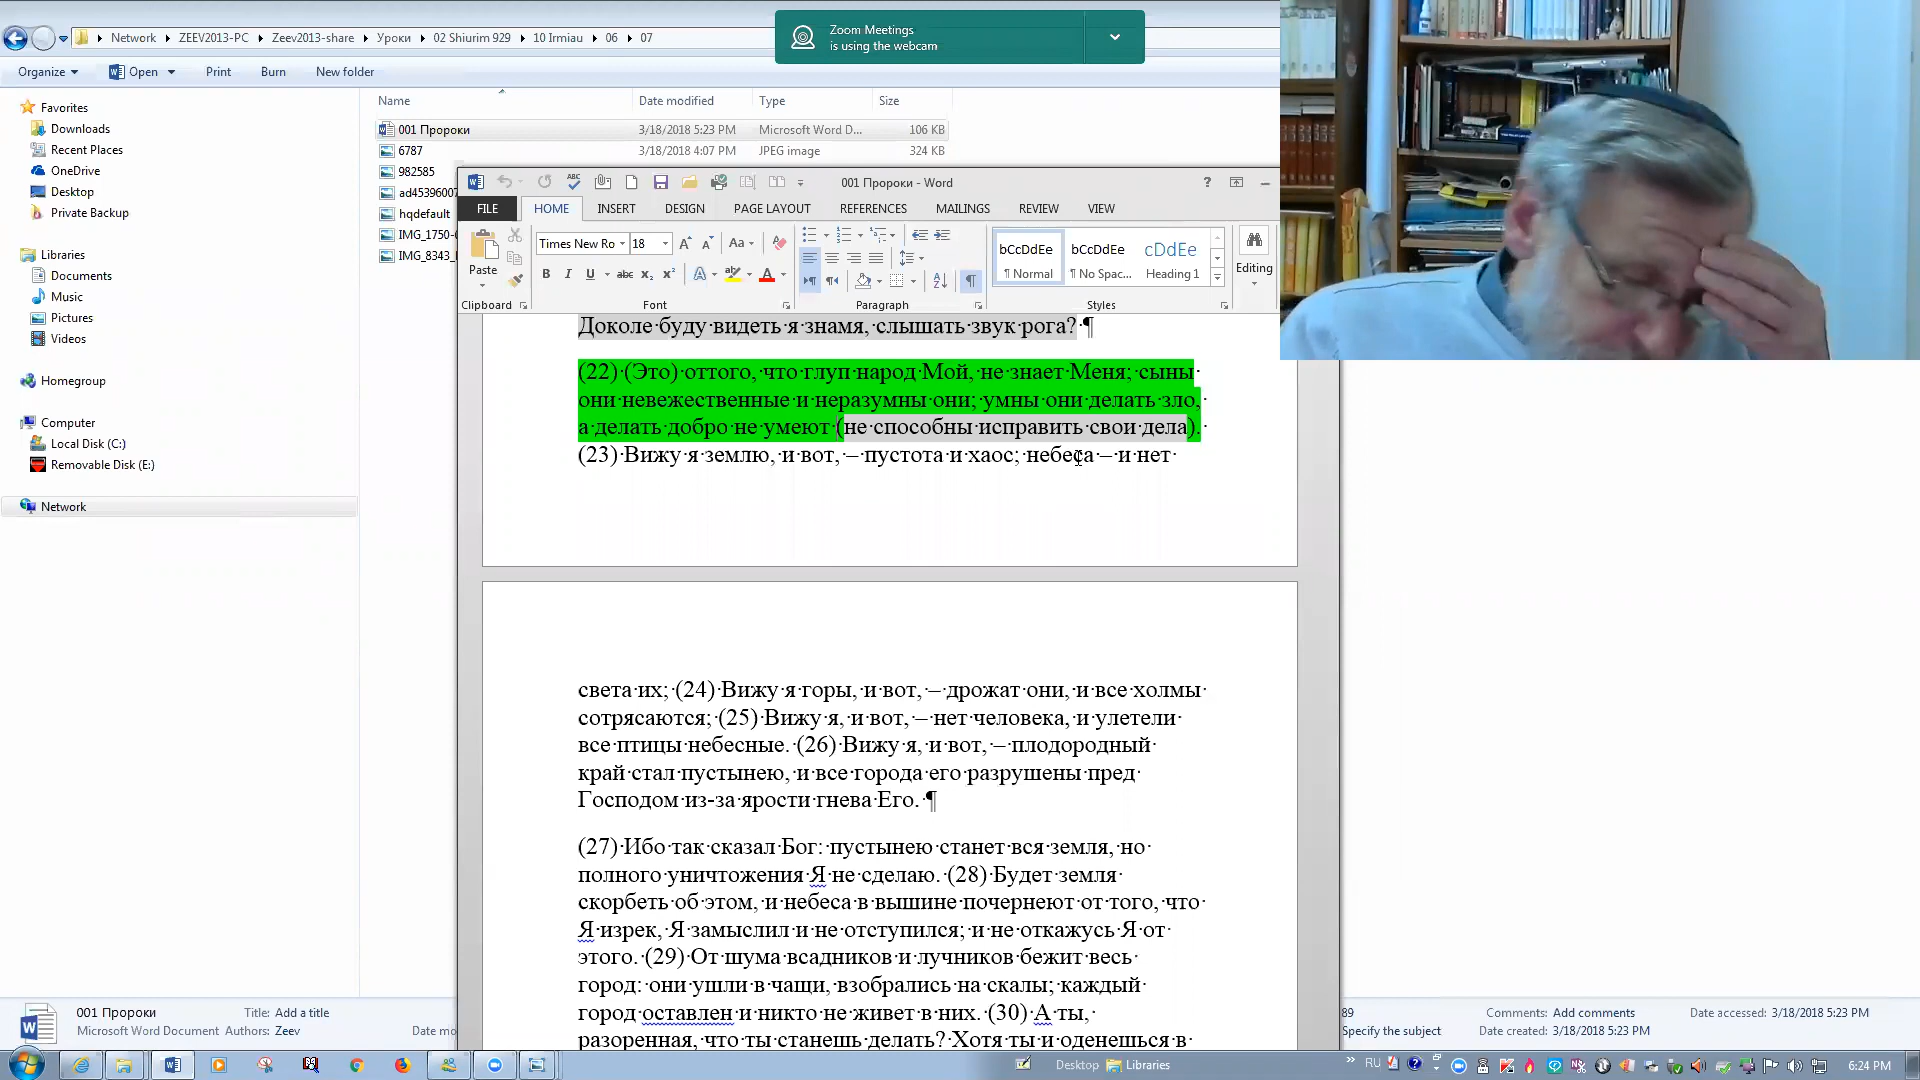 Network ▸ ZEEV2013-PC ▸ Zeev2013-share ▸ Уроки ▸ 02 Shiurim 929 ▸ 10 Irmiau ▸ 06 ▸ 07
Zoom Meetings
is using the webcam
Organize Open Print Burn New folder
Favorites
Downloads
Recent Places
OneDrive
Desktop
Private Backup
Libraries
Documents
Music
Pictures
Videos
Homegroup
Computer
Local Disk (C:)
Removable Disk (E:)
Network
Name Date modified Type Size
001 Пророки 3/18/2018 5:23 PM Microsoft Word D... 106 KB
6787 3/18/2018 4:07 PM JPEG image 324 KB
982585
ad45396007
hqdefault
IMG_1750-6
IMG_8343_
001 Пророки - Word
FILE HOME INSERT DESIGN PAGE LAYOUT REFERENCES MAILINGS REVIEW VIEW
Paste
Times New Ro 18
bCcDdEe bCcDdEe cDdEe
¶ Normal ¶ No Spac... Heading 1
Editing
Clipboard Font Paragraph Styles
Доколе буду видеть я знамя, слышать звук рога? ¶
(22) (Это) оттого, что глуп народ Мой, не знает Меня; сыны
они невежественные и неразумны они; умны они делать зло,
а делать добро не умеют (не способны исправить свои дела).
(23) Вижу я землю, и вот, – пустота и хаос; небеса – и нет
света их; (24) Вижу я горы, и вот, – дрожат они, и все холмы
сотрясаются; (25) Вижу я, и вот, – нет человека, и улетели
все птицы небесные. (26) Вижу я, и вот, – плодородный
край стал пустынею, и все города его разрушены пред
Господом из-за ярости гнева Его. ¶
(27) Ибо так сказал Бог: пустынею станет вся земля, но
полного уничтожения Я не сделаю. (28) Будет земля
скорбеть об этом, и небеса в вышине почернеют от того, что
Я изрек, Я замыслил и не отступился; и не откажусь Я от
этого. (29) От шума всадников и лучников бежит весь
город: они ушли в чащи, взобрались на скалы; каждый
город оставлен и никто не живет в них. (30) А ты,
разоренная, что ты станешь делать? Хотя ты и оденешься в
001 Пророки Title: Add a title
Microsoft Word Document Authors: Zeev Date mo
89 Comments: Add comments Date accessed: 3/18/2018 5:23 PM
Specify the subject Date created: 3/18/2018 5:23 PM
Desktop Libraries RU 6:24 PM